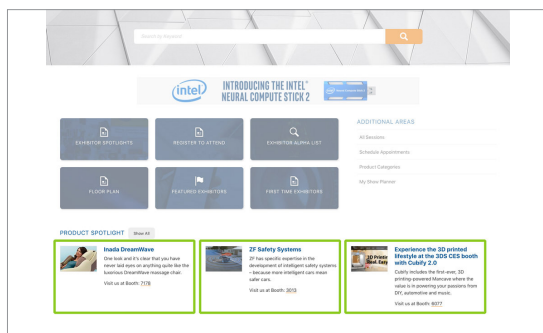 Search by Keyword
intel
INTRODUCING THE INTEL®
NEURAL COMPUTE STICK 2
EXHIBITOR SPOTLIGHTS
REGISTER TO ATTEND
EXHIBITOR ALPHA LIST
FLOOR PLAN
FEATURED EXHIBITORS
FIRST TIME EXHIBITORS
ADDITIONAL AREAS
All Sessions
Schedule Appointments
Product Categories
My Show Planner
PRODUCT SPOTLIGHT
Show All
Inada DreamWave
One look and it's clear that you have
never laid eyes on anything quite like the
luxurious DreamWave massage chair.
Visit us at Booth: 7178
ZF Safety Systems
ZF has specific expertise in the
development of intelligent safety systems
– because more intelligent cars mean
safer cars.
Visit us at Booth: 3013
Experience the 3D printed
lifestyle at the 3DS CES booth
with Cubify 2.0
Cubify includes the first-ever, 3D
printing-powered Mancave where the
value is in powering your passions from
DIY, automotive and music.
Visit us at Booth: 6077